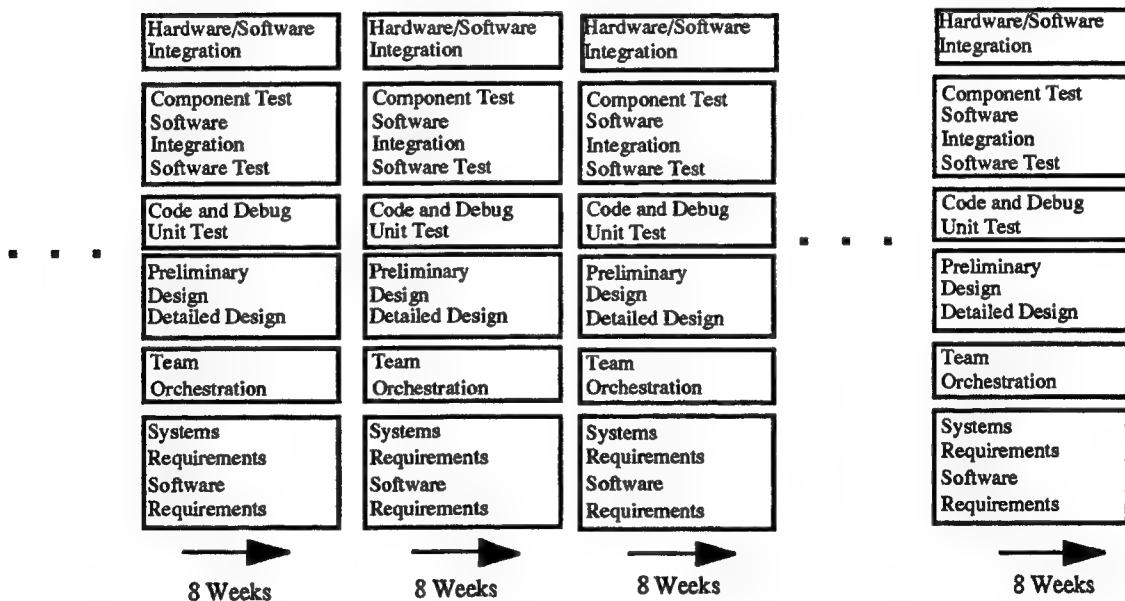 Hardware/Software
Integration
Component Test
Software
Integration
Software Test
Code and Debug
Unit Test
Preliminary
Design
Detailed Design
Team
Orchestration
Systems
Requirements
Software
Requirements
8 Weeks
Hardware/Software
Integration
Component Test
Software
Integration
Software Test
Code and Debug
Unit Test
Preliminary
Design
Detailed Design
Team
Orchestration
Systems
Requirements
Software
Requirements
8 Weeks
Hardware/Software
Integration
Component Test
Software
Integration
Software Test
Code and Debug
Unit Test
Preliminary
Design
Detailed Design
Team
Orchestration
Systems
Requirements
Software
Requirements
8 Weeks
Hardware/Software
Integration
Component Test
Software
Integration
Software Test
Code and Debug
Unit Test
Preliminary
Design
Detailed Design
Team
Orchestration
Systems
Requirements
Software
Requirements
8 Weeks